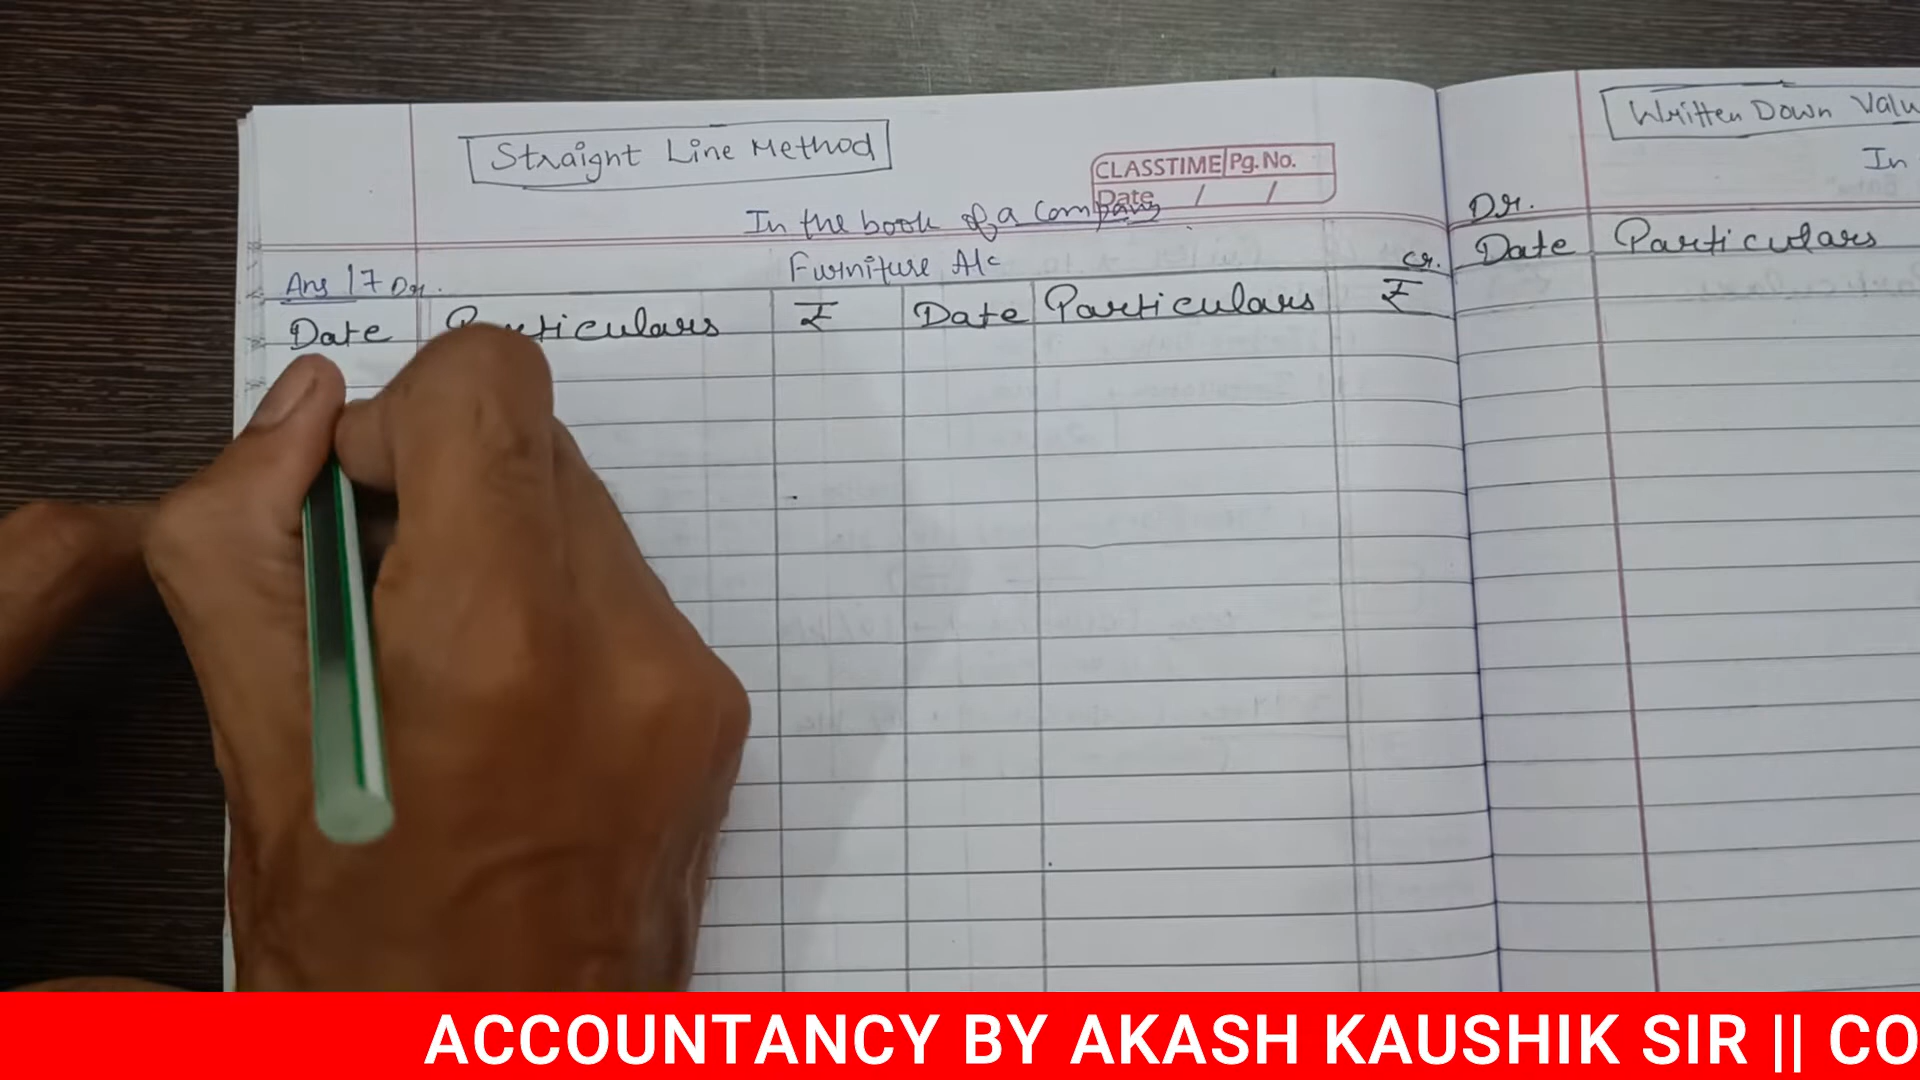 Straight Line Method
CLASSTIME Pg. No.
Date / /
In the book of a Company
Ans 17 Dr. Furniture A/c Cr.
Date Particulars ₹ Date Particulars ₹
Written Down Valu
In
Dr.
Date Particulars
ACCOUNTANCY BY AKASH KAUSHIK SIR || CO